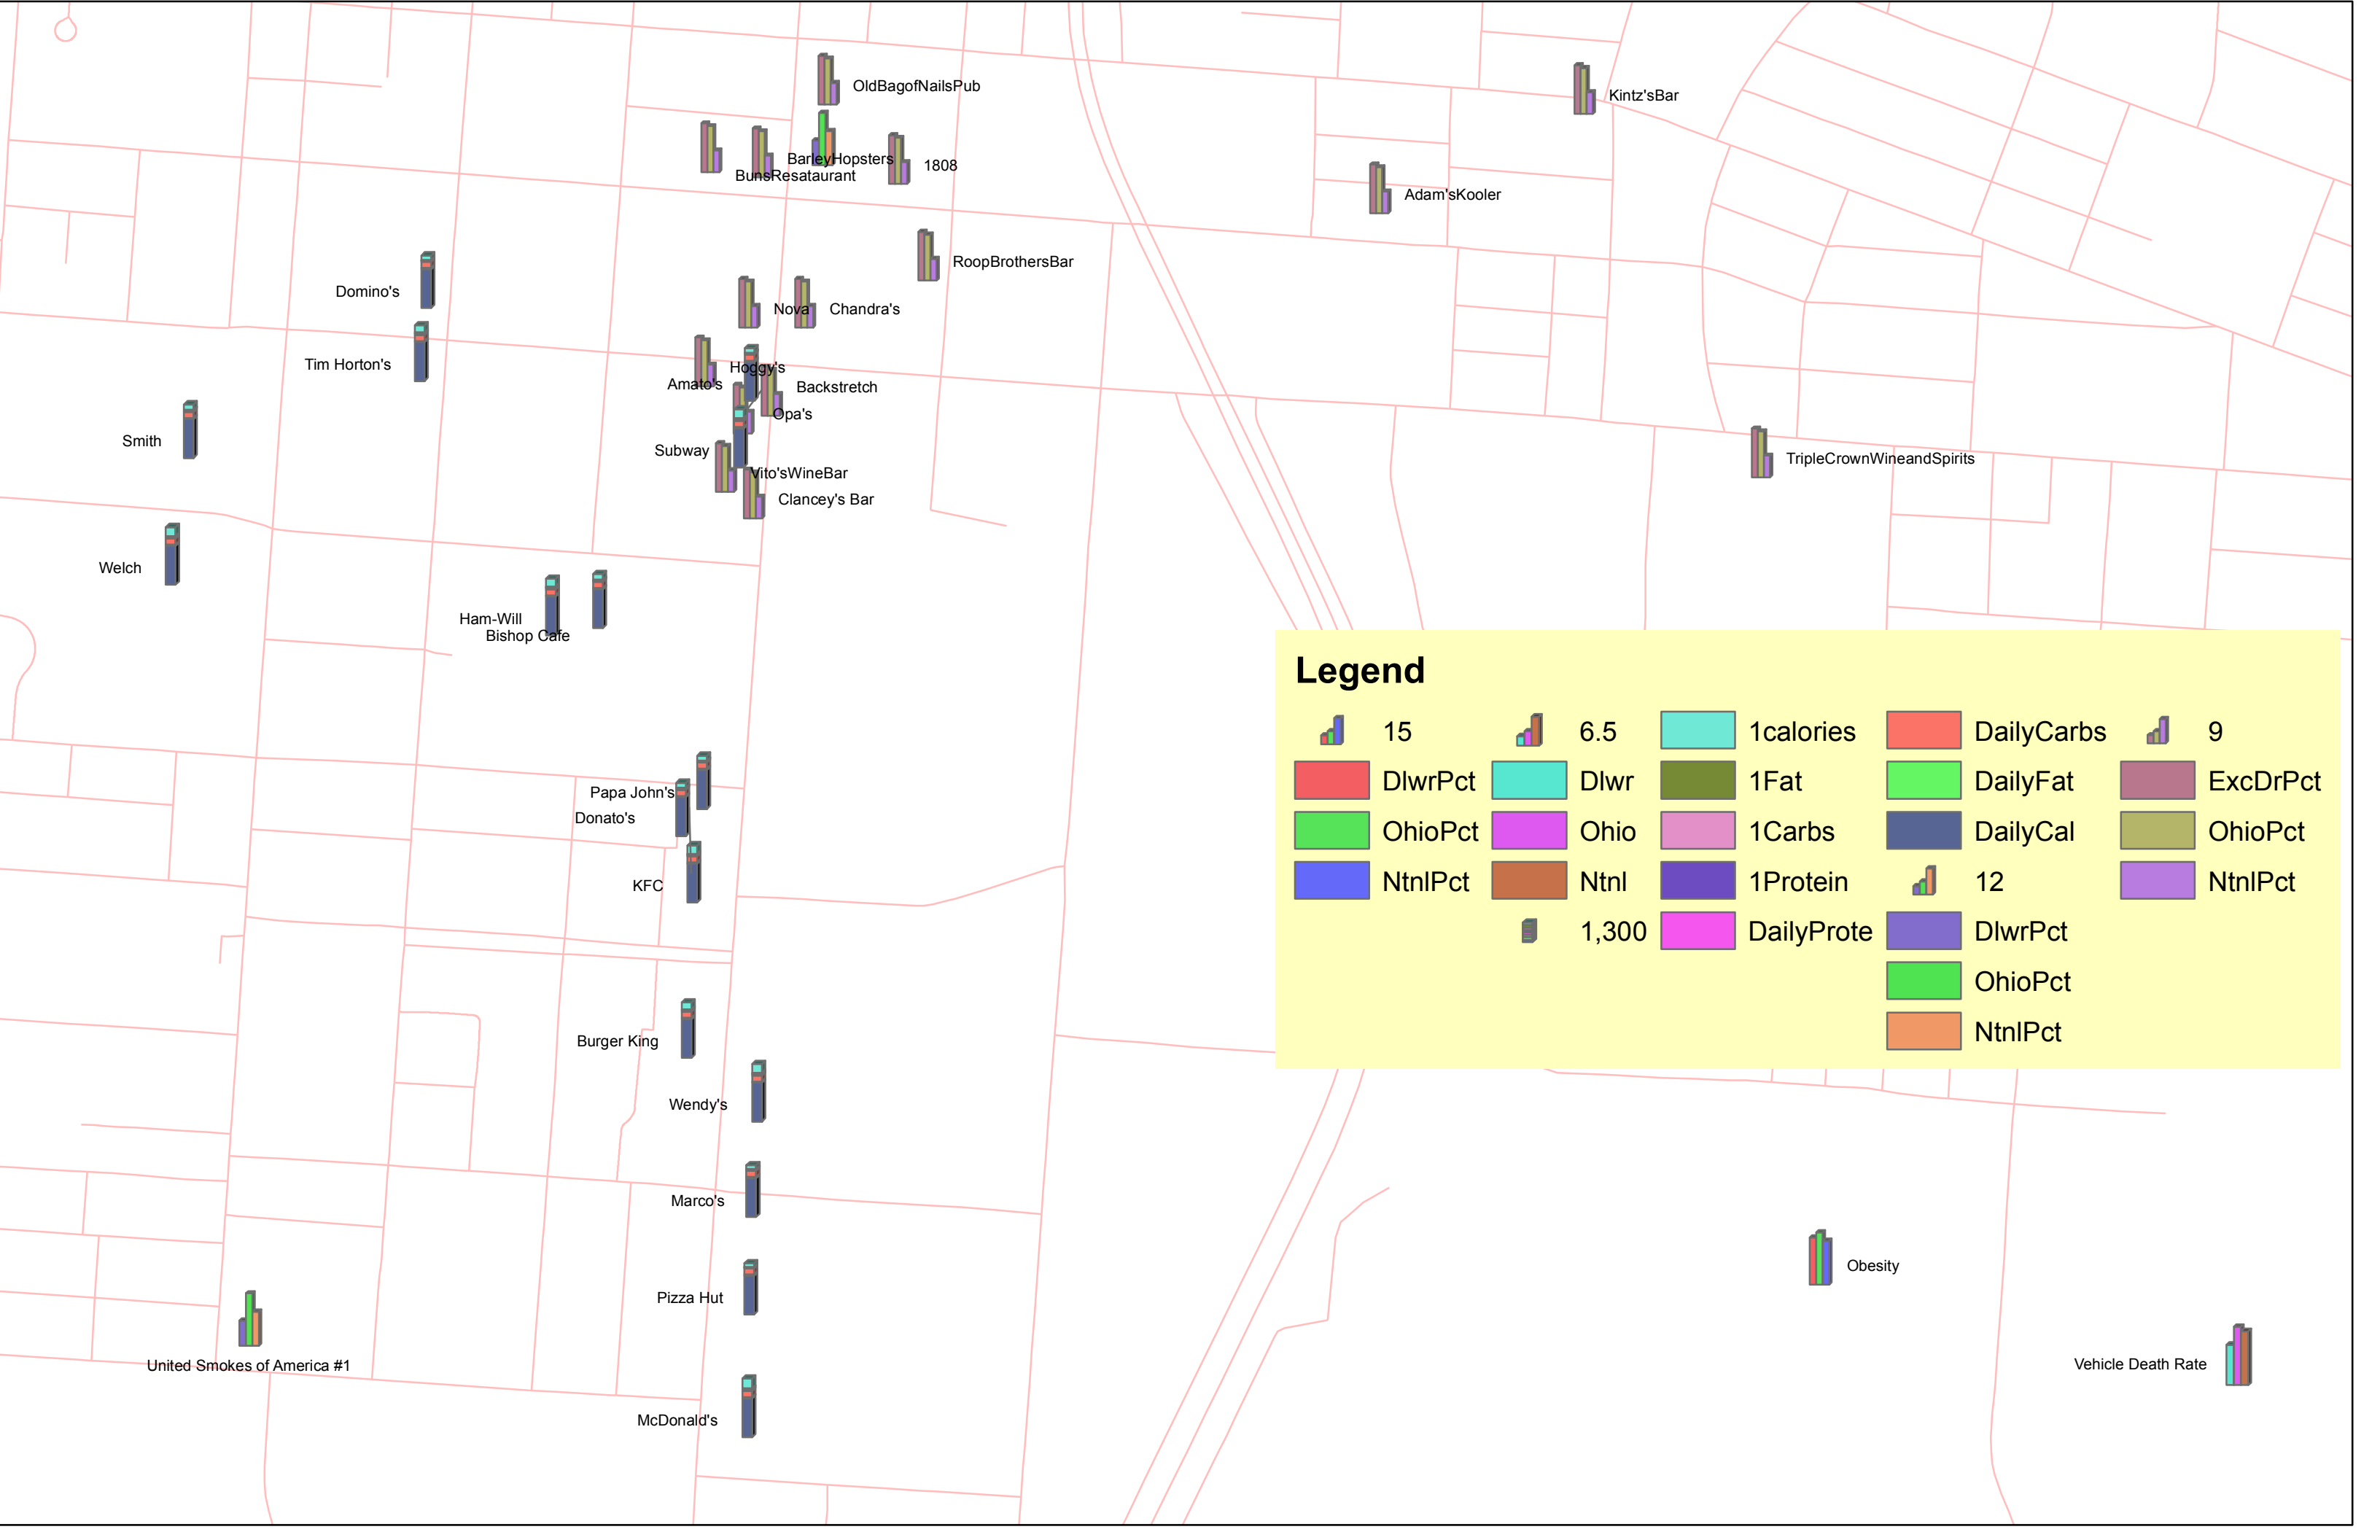 OldBagofNailsPub
Kintz'sBar
BarleyHopsters
1808
BunsResataurant
Adam'sKooler
RoopBrothersBar
Domino's
Nova
Chandra's
Tim Horton's
Hoggy's
Amato's
Backstretch
Opa's
Smith
Subway
TripleCrownWineandSpirits
Vito'sWineBar
Clancey's Bar
Welch
Ham-Will
Bishop Cafe
Papa John's
Donato's
KFC
Burger King
Wendy's
Marco's
Pizza Hut
United Smokes of America #1
McDonald's
Obesity
Vehicle Death Rate
Legend
15
DlwrPct
OhioPct
NtnlPct
6.5
Dlwr
Ohio
Ntnl
1,300
1calories
1Fat
1Carbs
1Protein
DailyProte
DailyCarbs
DailyFat
DailyCal
12
DlwrPct
OhioPct
NtnlPct
9
ExcDrPct
OhioPct
NtnlPct